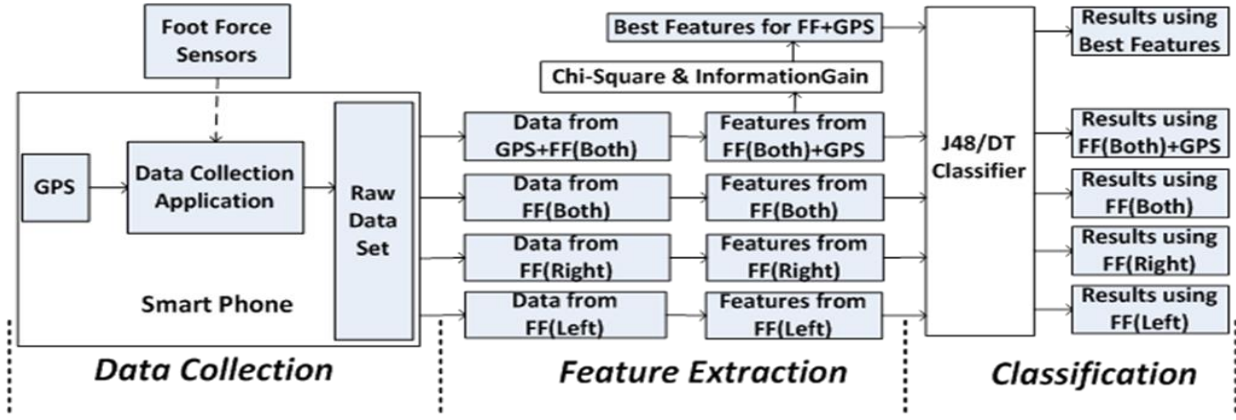 Foot Force
Sensors
GPS
Data Collection
Application
Raw
Data
Set
Smart Phone
Data Collection
Best Features for FF+GPS
Chi-Square & InformationGain
Data from
GPS+FF(Both)
Features from
FF(Both)+GPS
Data from
FF(Both)
Features from
FF(Both)
Data from
FF(Right)
Features from
FF(Right)
Data from
FF(Left)
Features from
FF(Left)
Feature Extraction
J48/DT
Classifier
Results using
Best Features
Results using
FF(Both)+GPS
Results using
FF(Both)
Results using
FF(Right)
Results using
FF(Left)
Classification